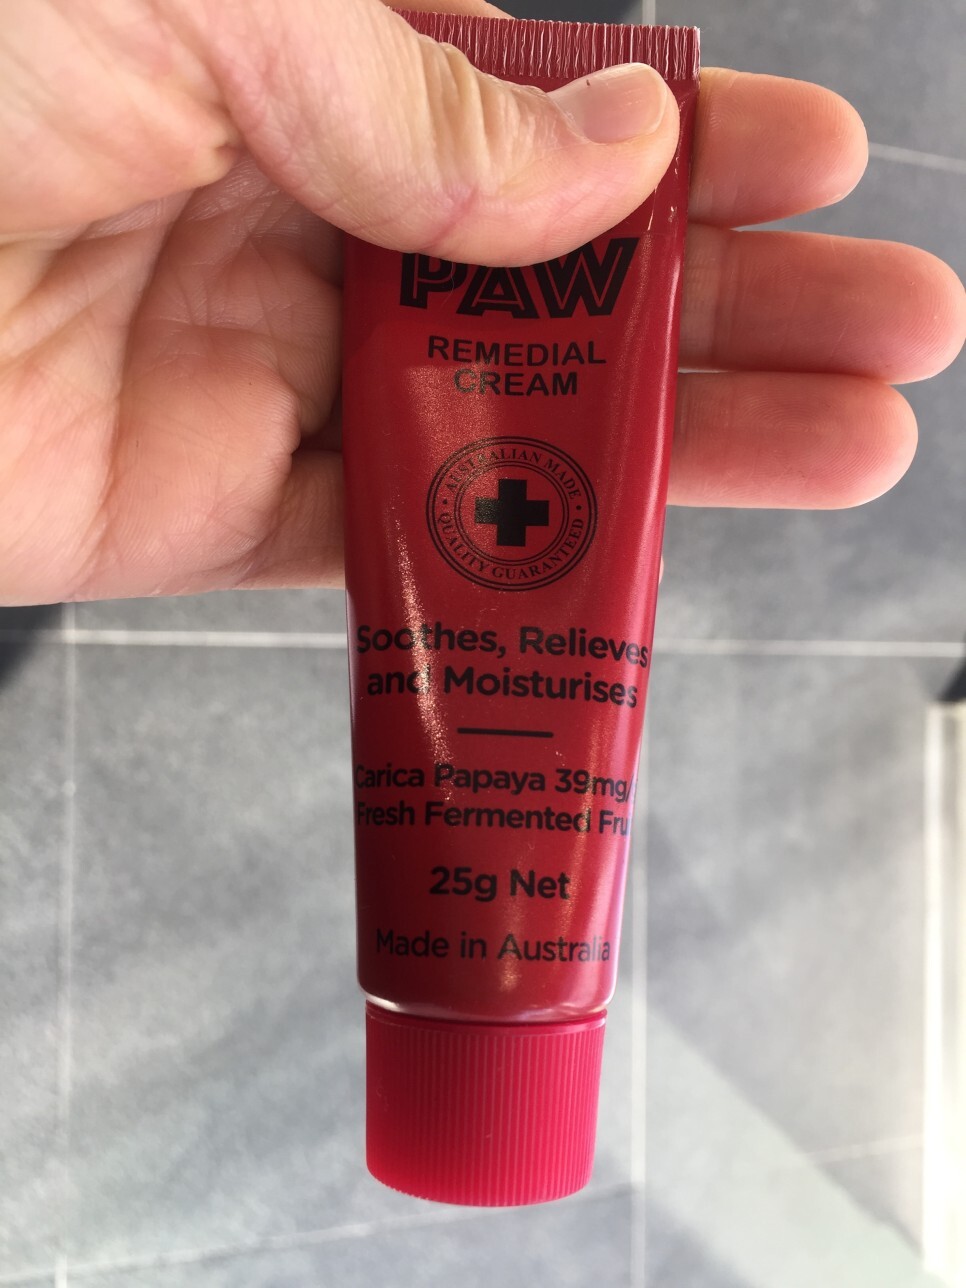 PAW
REMEDIAL
CREAM
AUSTRALIAN MADE
QUALITY GUARANTEED
Soothes, Relieves
and Moisturises
Carica Papaya 39mg/
Fresh Fermented
25g Net
Made in Australia